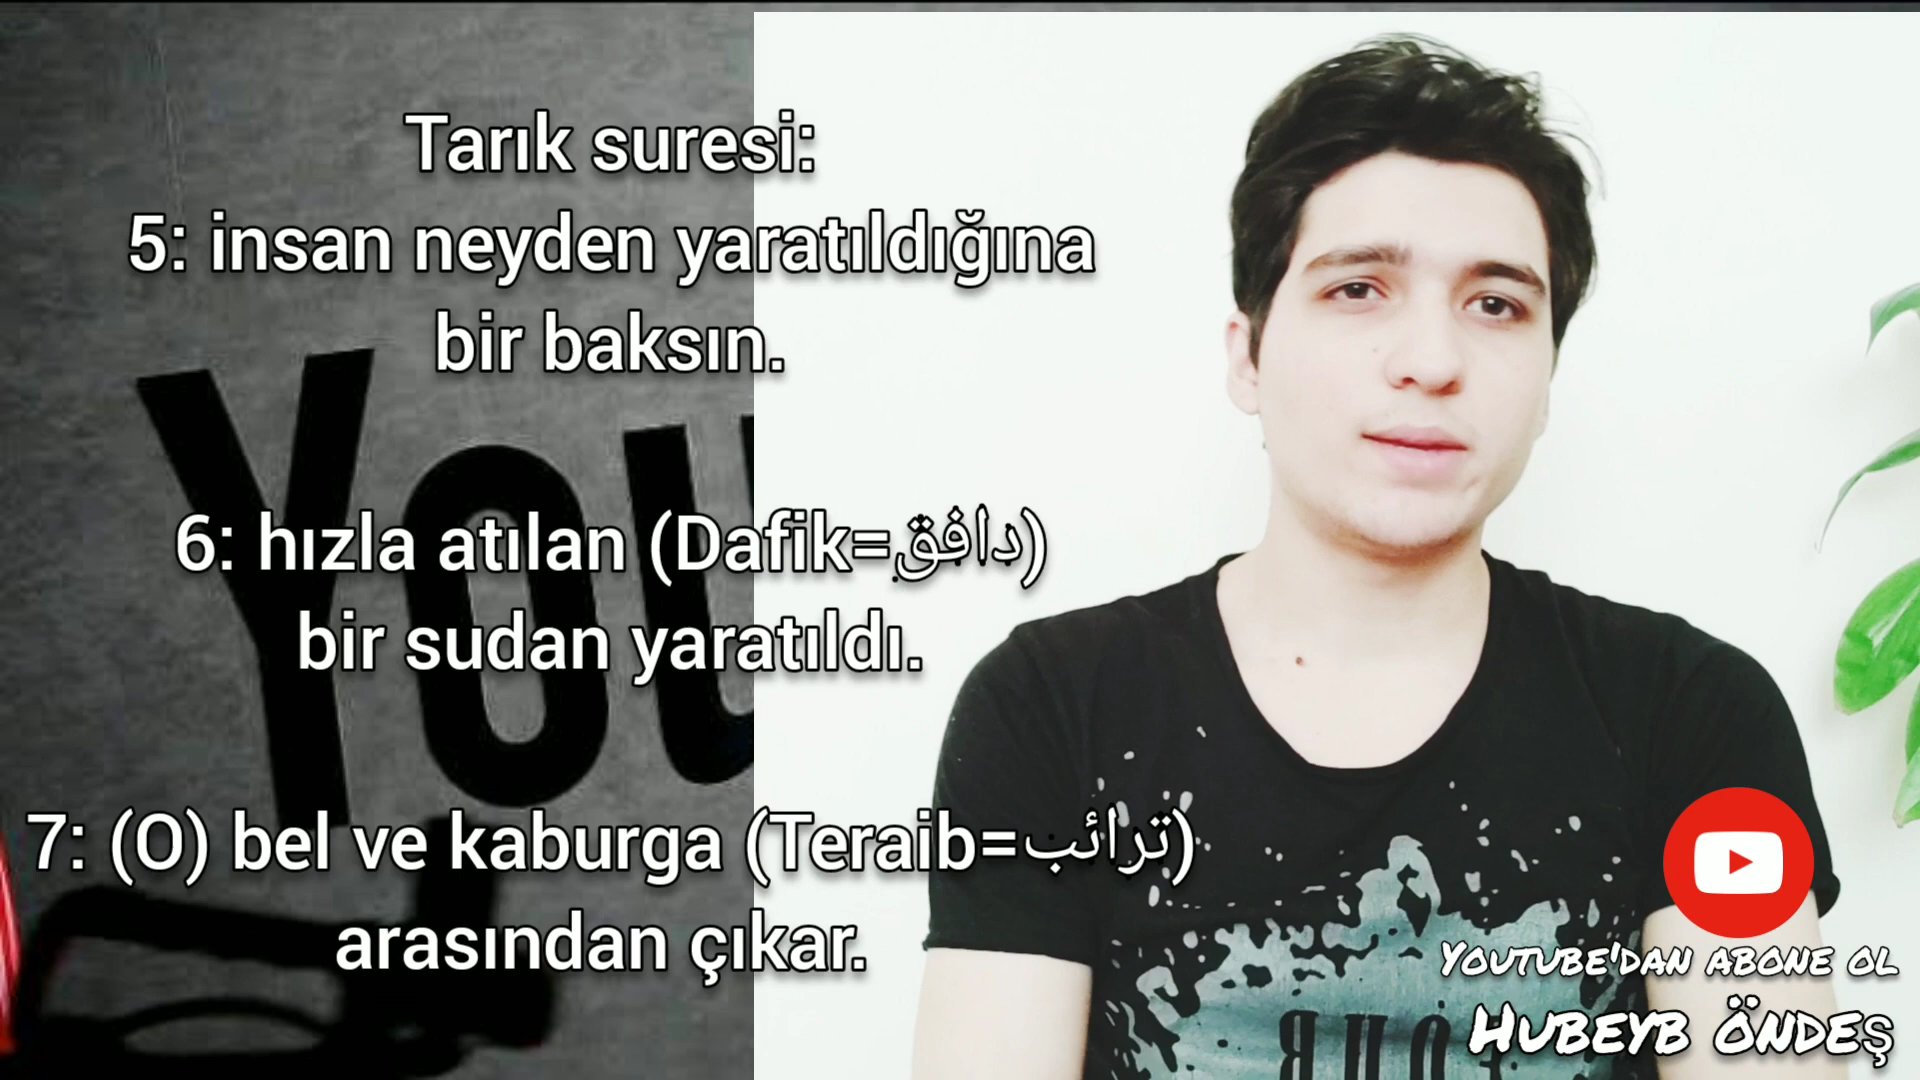 Tarık suresi:
5: insan neyden yaratıldığına
bir baksın.
6: hızla atılan (Dafik=دافق)
bir sudan yaratıldı.
7: (O) bel ve kaburga (Teraib=ترائب)
arasından çıkar.
You
YOUTUBE'DAN ABONE OL
HUBEYB ÖNDEŞ